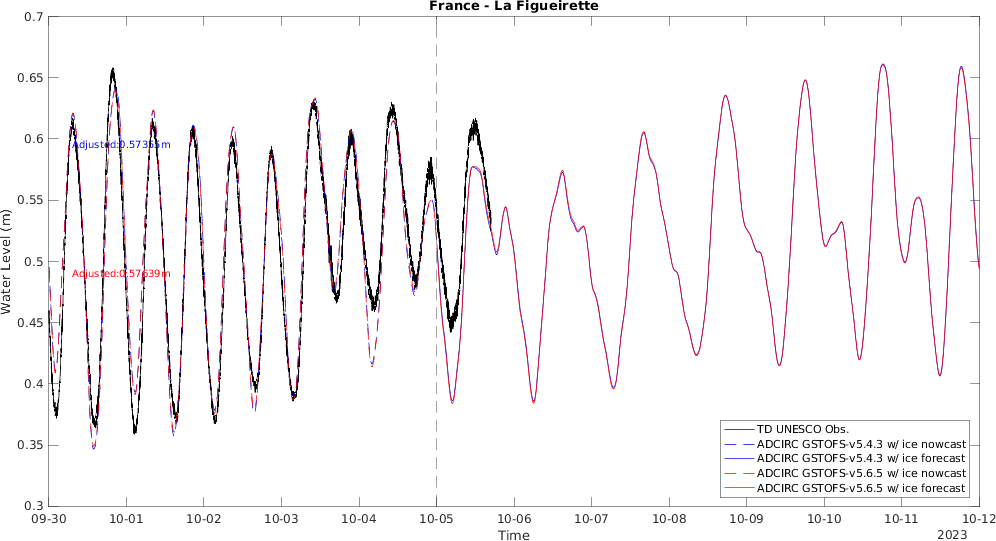 France - La Figueirette
0.7
0.65
0.6
0.55
0.5
0.45
0.4
0.35
0.3
Water Level (m)
Adjusted:0.57355m
Adjusted:0.57639m
TD UNESCO Obs.
ADCIRC GSTOFS-v5.4.3 w/ ice nowcast
ADCIRC GSTOFS-v5.4.3 w/ ice forecast
ADCIRC GSTOFS-v5.6.5 w/ ice nowcast
ADCIRC GSTOFS-v5.6.5 w/ ice forecast
09-30 10-01 10-02 10-03 10-04 10-05 10-06 10-07 10-08 10-09 10-10 10-11 10-12
Time
2023